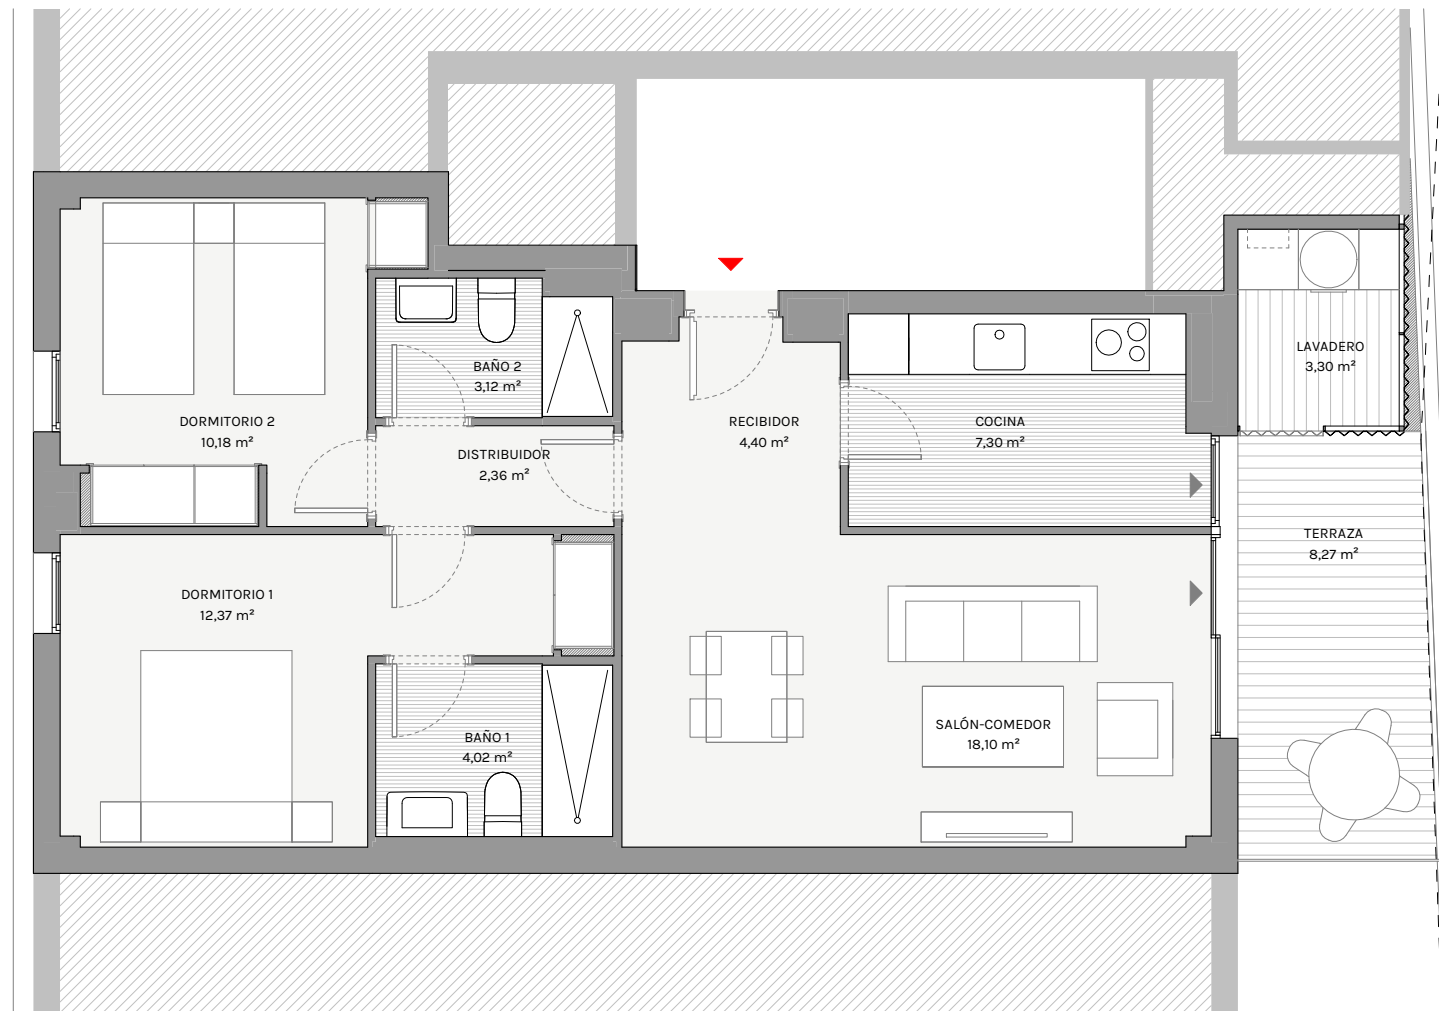 LAVADERO
3,30 m²
BAÑO 2
3,12 m²
DORMITORIO 2
10,18 m²
RECIBIDOR
4,40 m²
COCINA
7,30 m²
DISTRIBUIDOR
2,36 m²
TERRAZA
8,27 m²
DORMITORIO 1
12,37 m²
SALÓN-COMEDOR
18,10 m²
BAÑO 1
4,02 m²